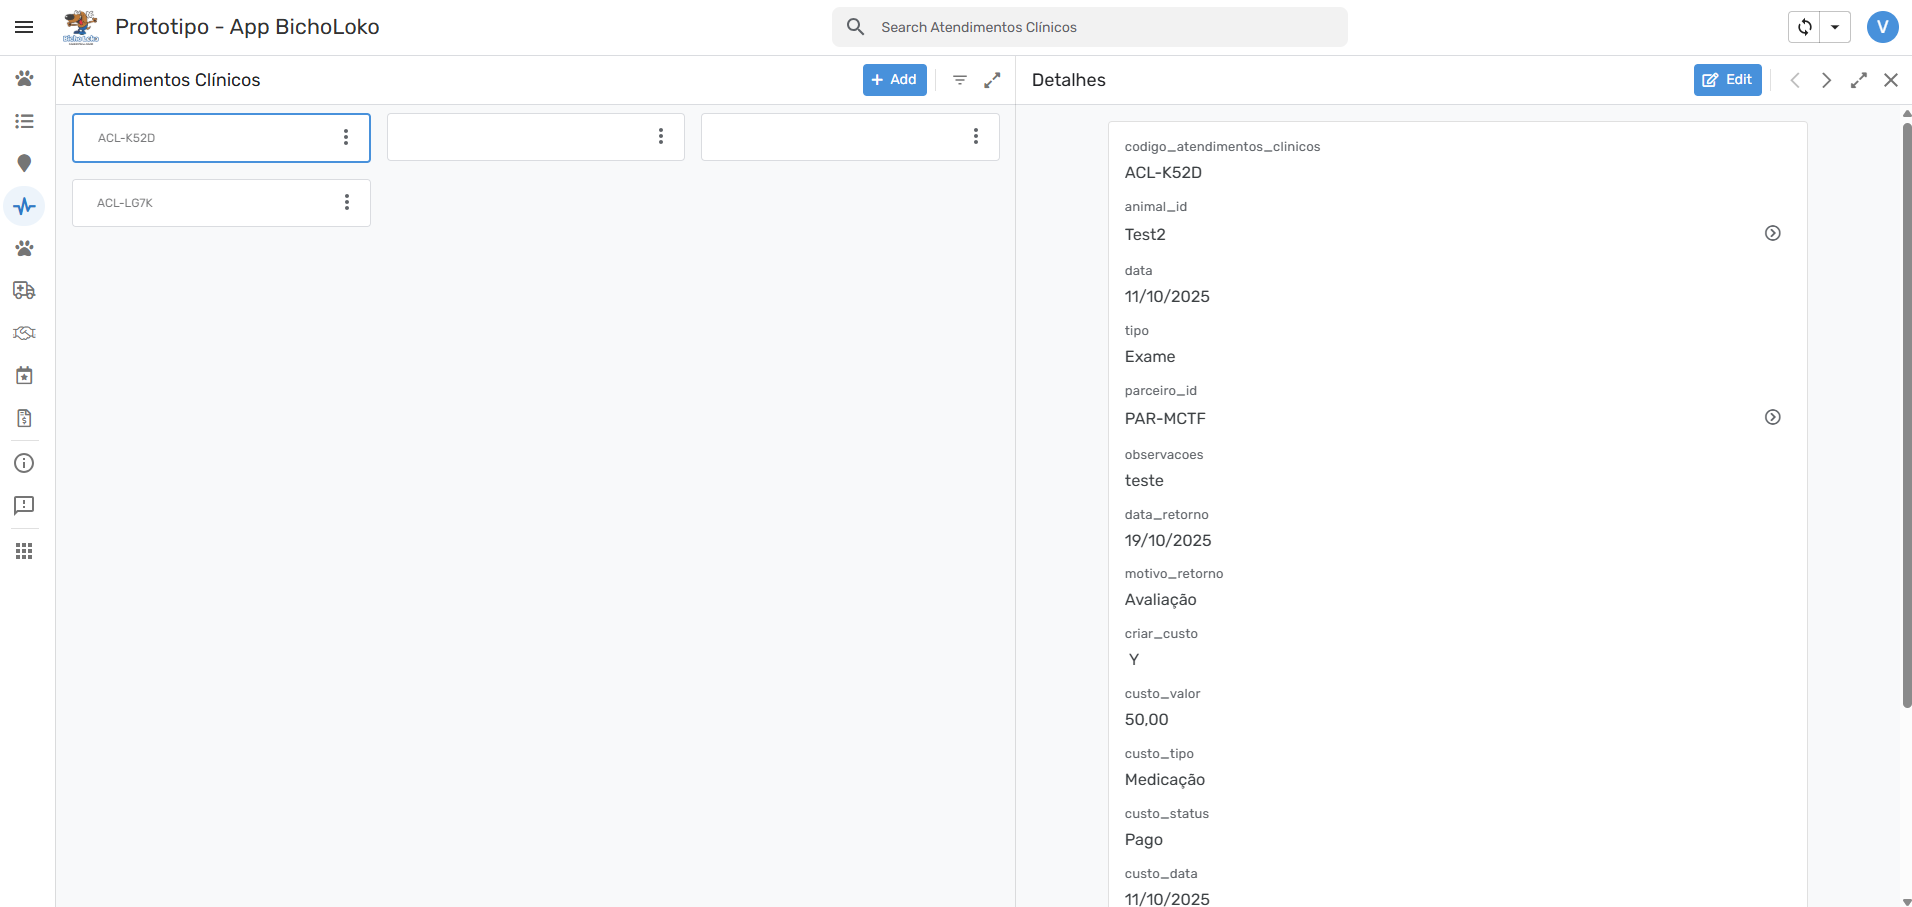 Prototipo - App BichoLoko
Search Atendimentos Clínicos
V
Atendimentos Clínicos
Add
Detalhes
Edit
ACL-K52D
ACL-LG7K
codigo_atendimentos_clinicos
ACL-K52D
animal_id
Test2
data
11/10/2025
tipo
Exame
parceiro_id
PAR-MCTF
observacoes
teste
data_retorno
19/10/2025
motivo_retorno
Avaliação
criar_custo
Y
custo_valor
50,00
custo_tipo
Medicação
custo_status
Pago
custo_data
11/10/2025